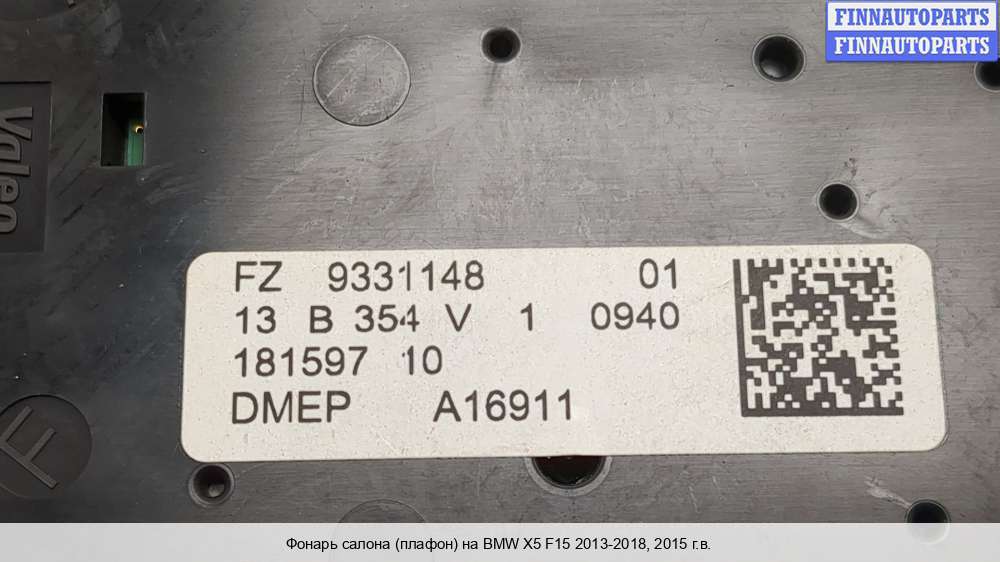 FINNAUTOPARTS
FINNAUTOPARTS
Valeo
FZ 9331148 01
13 B 354 V 1 0940
181597 10
DMEP A16911
F
Фонарь салона (плафон) на BMW X5 F15 2013-2018, 2015 г.в.